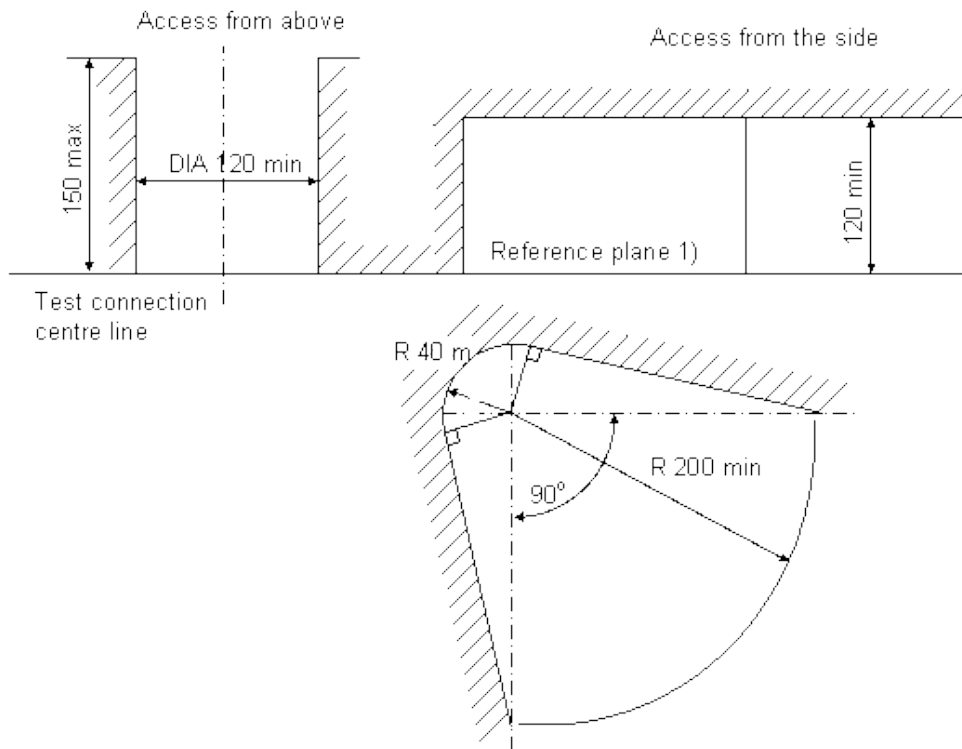 Access from above
Access from the side
150 max
DIA 120 min
120 min
Reference plane 1)
Test connection
centre line
R 40 m
R 200 min
90°